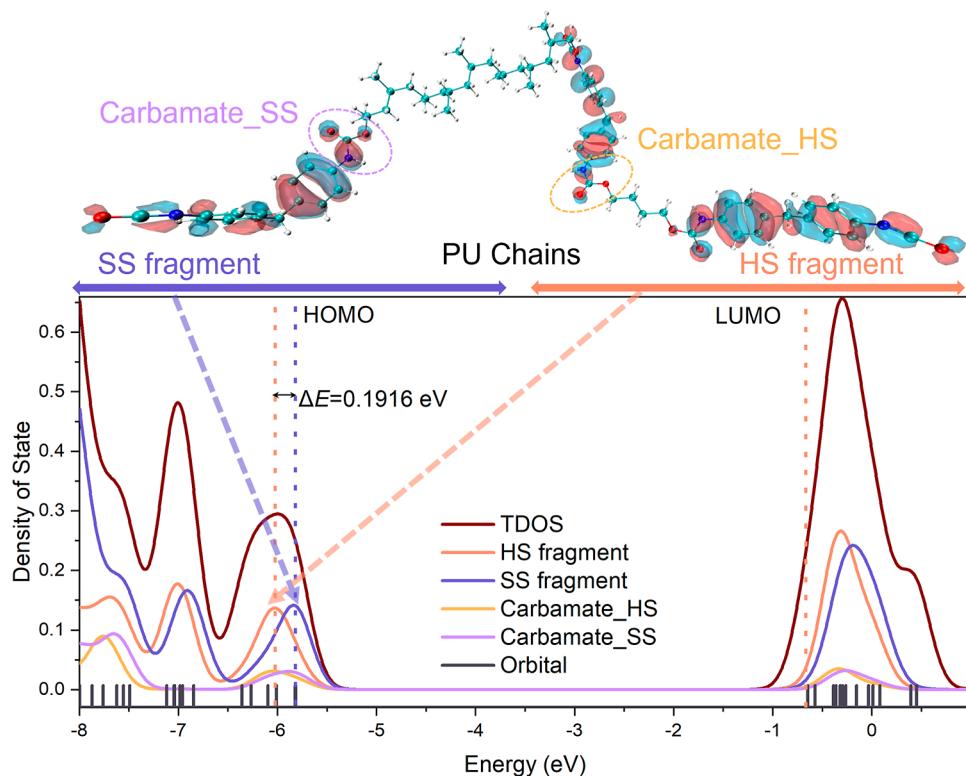 Carbamate_SS
Carbamate_HS
PU Chains
SS fragment
HS fragment
HOMO
LUMO
ΔE=0.1916 eV
Density of State
0.6
0.5
0.4
0.3
0.2
0.1
0.0
TDOS
HS fragment
SS fragment
Carbamate_HS
Carbamate_SS
Orbital
-8 -7 -6 -5 -4 -3 -2 -1 0
Energy (eV)